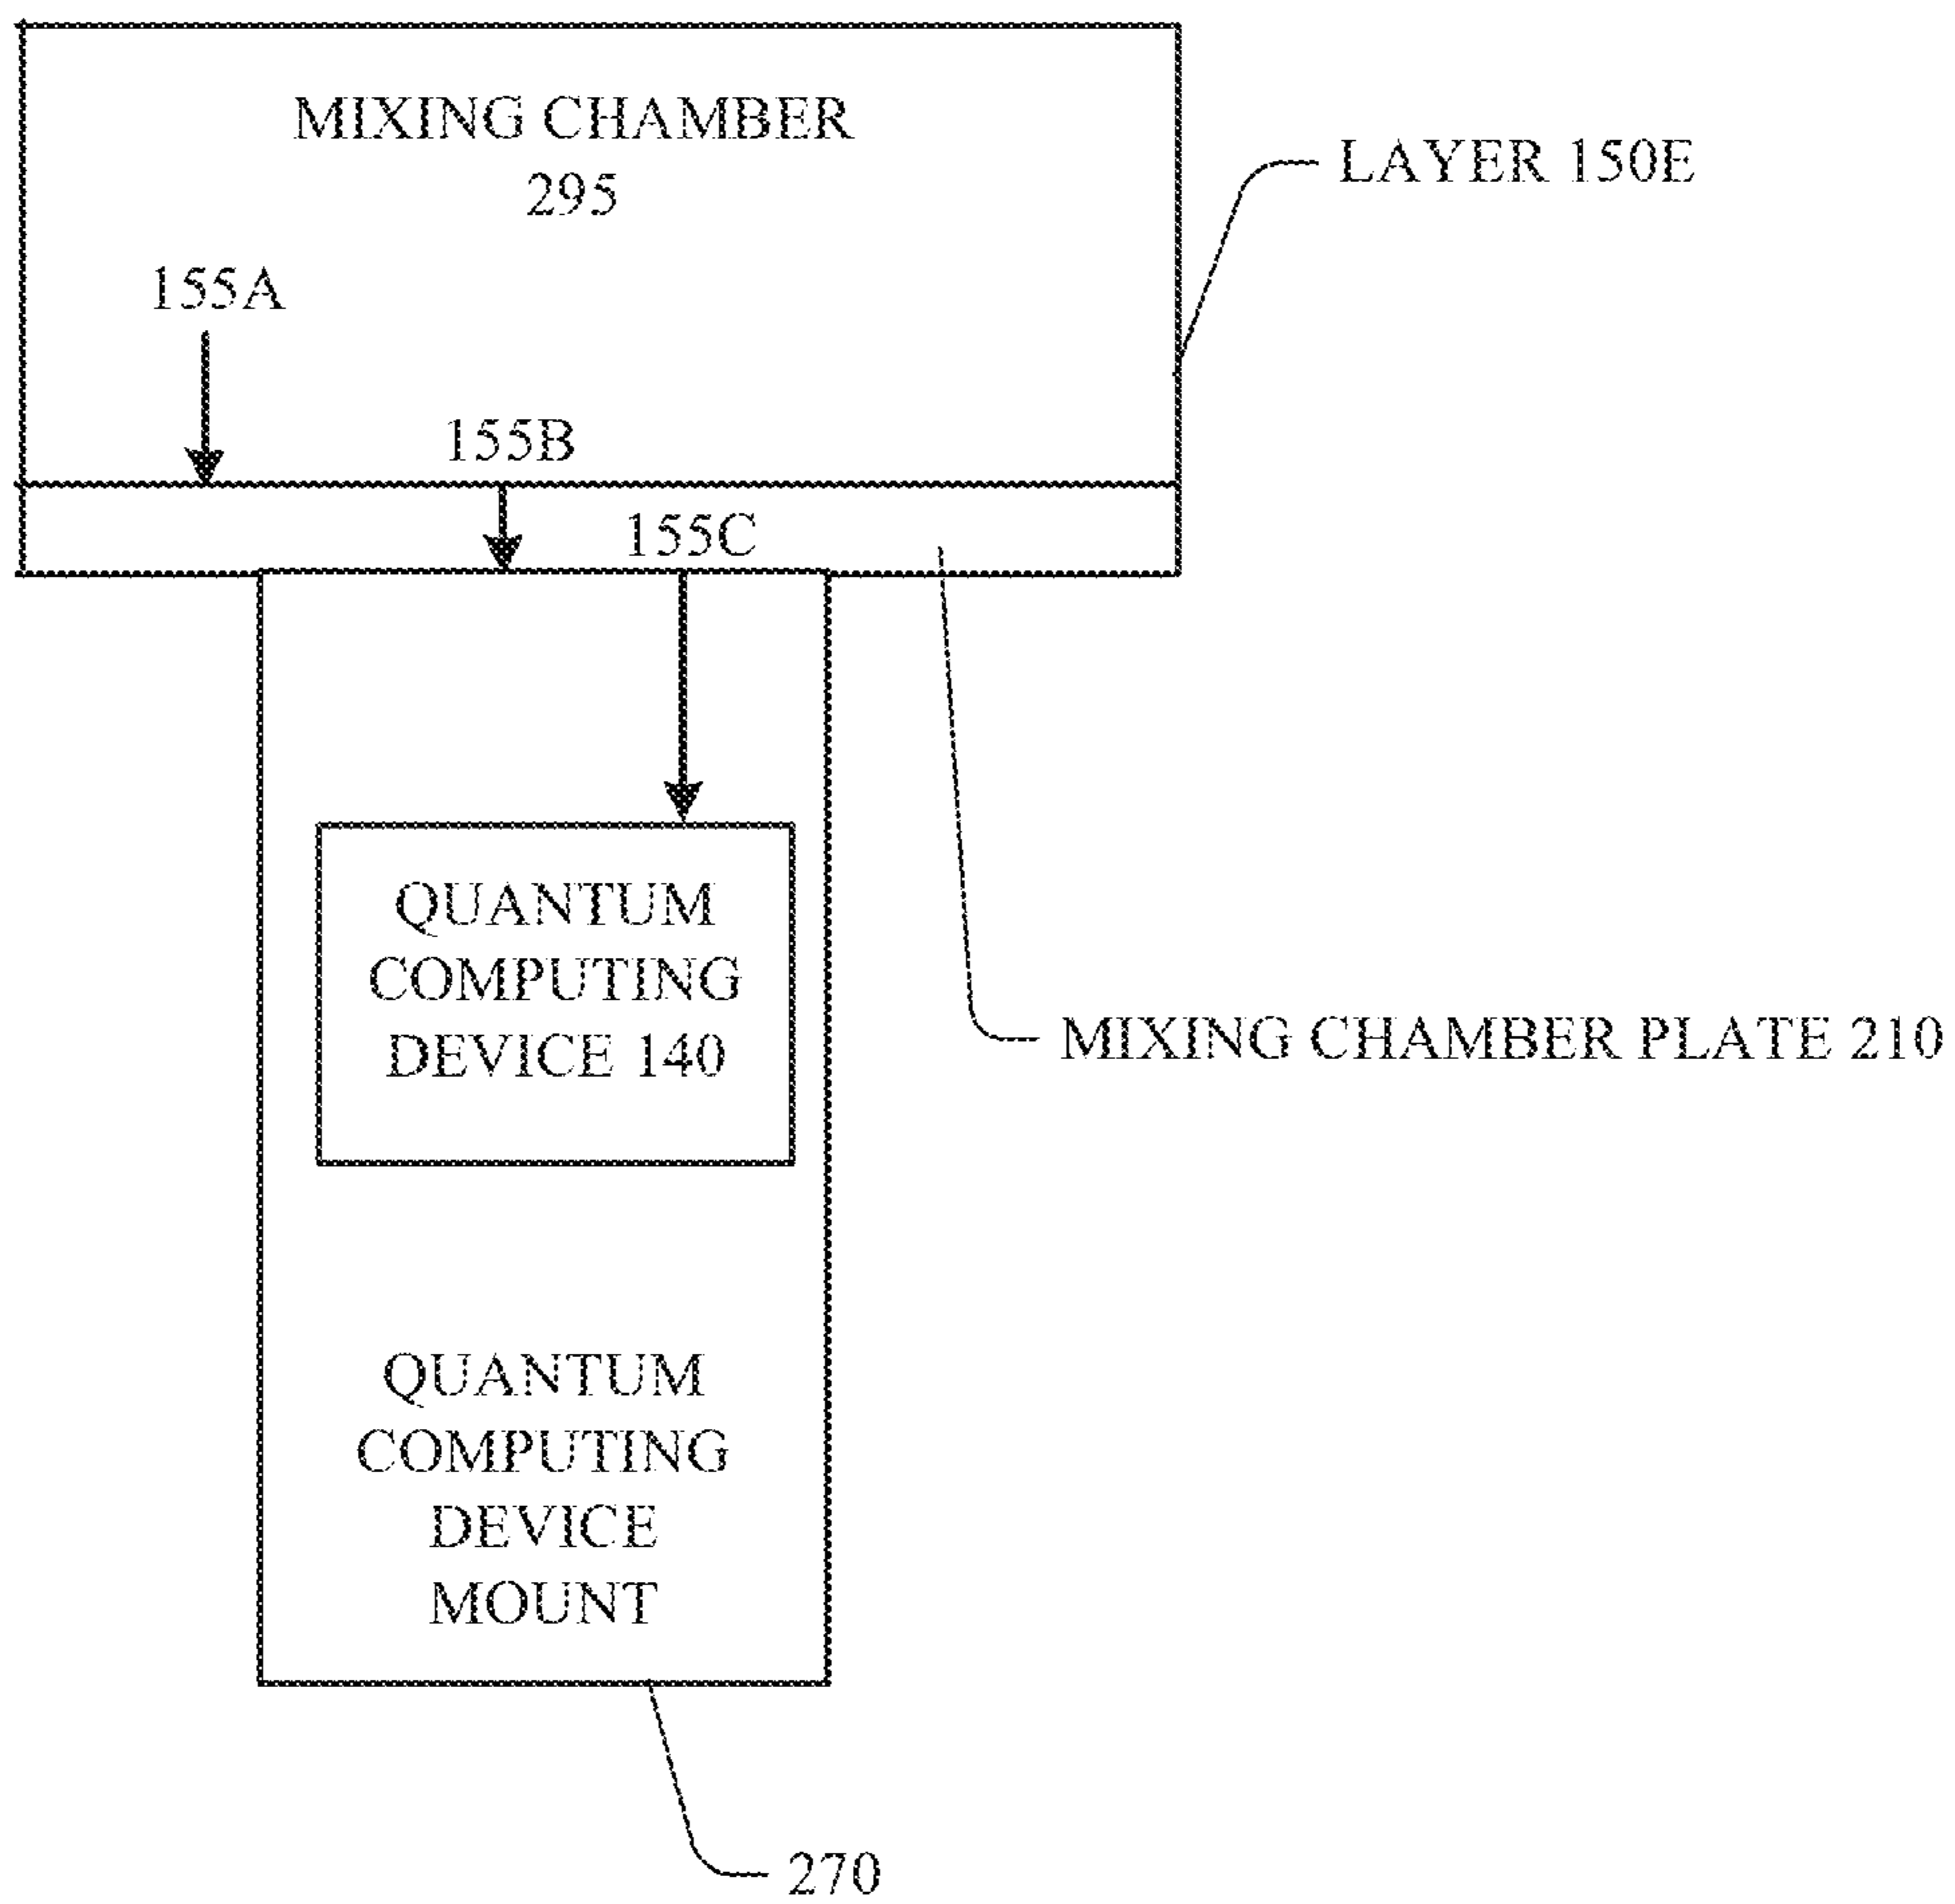 MIXING CHAMBER
295
LAYER 150E
155A
155B
155C
QUANTUM
COMPUTING
DEVICE 140
MIXING CHAMBER PLATE 210
QUANTUM
COMPUTING
DEVICE
MOUNT
270